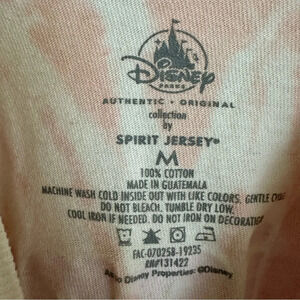 Disney
PARKS
AUTHENTIC • ORIGINAL
collection
by
SPIRIT JERSEY®
M
100% COTTON
MADE IN GUATEMALA
MACHINE WASH COLD INSIDE OUT WITH LIKE COLORS. GENTLE CYCLE
DO NOT BLEACH. TUMBLE DRY LOW.
COOL IRON IF NEEDED. DO NOT IRON ON DECORATION
FAC-070258-19235
RN#131422
Disney Properties: ©Disney